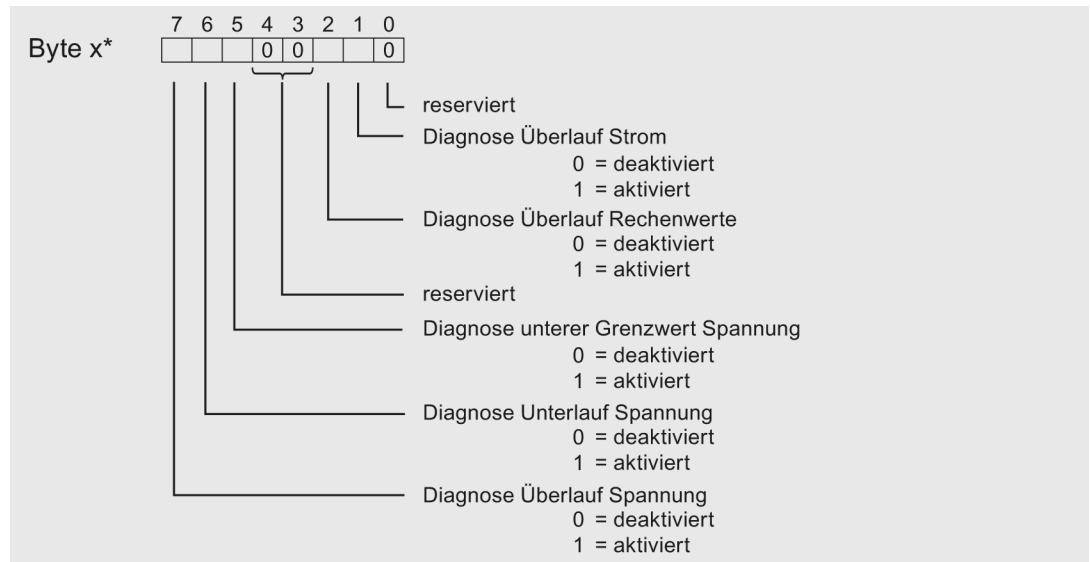 7 6 5 4 3 2 1 0
Byte x* 0 0 0
reserviert
Diagnose Überlauf Strom
0 = deaktiviert
1 = aktiviert
Diagnose Überlauf Rechenwerte
0 = deaktiviert
1 = aktiviert
reserviert
Diagnose unterer Grenzwert Spannung
0 = deaktiviert
1 = aktiviert
Diagnose Unterlauf Spannung
0 = deaktiviert
1 = aktiviert
Diagnose Überlauf Spannung
0 = deaktiviert
1 = aktiviert